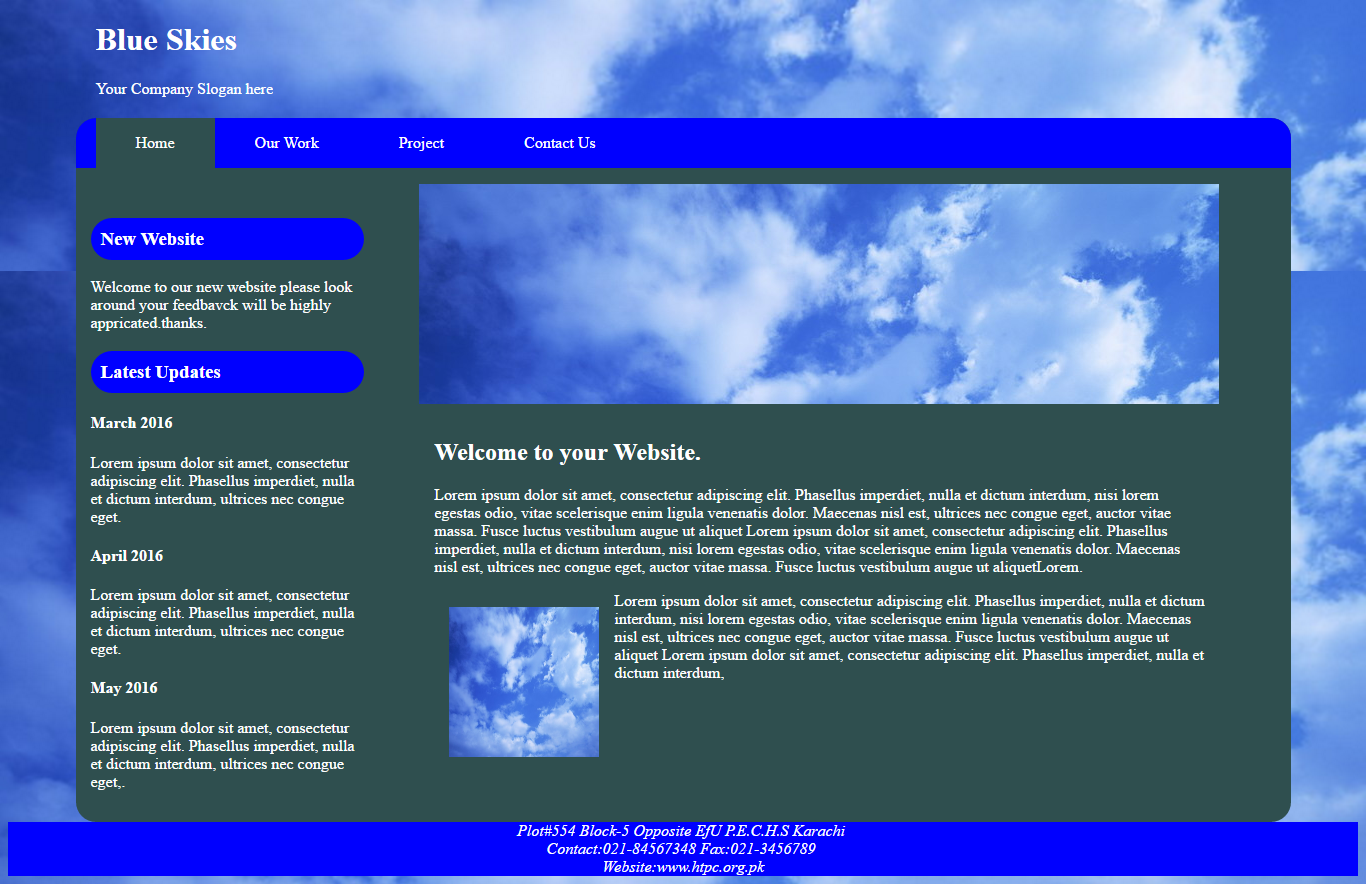 Blue Skies
Your Company Slogan here
Home
Our Work
Project
Contact Us
New Website
Welcome to our new website please look
around your feedbavck will be highly
appricated.thanks.
Latest Updates
March 2016
Lorem ipsum dolor sit amet, consectetur
adipiscing elit. Phasellus imperdiet, nulla
et dictum interdum, ultrices nec congue
eget.
April 2016
Lorem ipsum dolor sit amet, consectetur
adipiscing elit. Phasellus imperdiet, nulla
et dictum interdum, ultrices nec congue
eget.
May 2016
Lorem ipsum dolor sit amet, consectetur
adipiscing elit. Phasellus imperdiet, nulla
et dictum interdum, ultrices nec congue
eget,.
Welcome to your Website.
Lorem ipsum dolor sit amet, consectetur adipiscing elit. Phasellus imperdiet, nulla et dictum interdum, nisi lorem
egestas odio, vitae scelerisque enim ligula venenatis dolor. Maecenas nisl est, ultrices nec congue eget, auctor vitae
massa. Fusce luctus vestibulum augue ut aliquet Lorem ipsum dolor sit amet, consectetur adipiscing elit. Phasellus
imperdiet, nulla et dictum interdum, nisi lorem egestas odio, vitae scelerisque enim ligula venenatis dolor. Maecenas
nisl est, ultrices nec congue eget, auctor vitae massa. Fusce luctus vestibulum augue ut aliquetLorem.
Lorem ipsum dolor sit amet, consectetur adipiscing elit. Phasellus imperdiet, nulla et dictum
interdum, nisi lorem egestas odio, vitae scelerisque enim ligula venenatis dolor. Maecenas
nisl est, ultrices nec congue eget, auctor vitae massa. Fusce luctus vestibulum augue ut
aliquet Lorem ipsum dolor sit amet, consectetur adipiscing elit. Phasellus imperdiet, nulla et
dictum interdum,
Plot#554 Block-5 Opposite EfU P.E.C.H.S Karachi
Contact:021-84567348 Fax:021-3456789
Website:www.htpc.org.pk